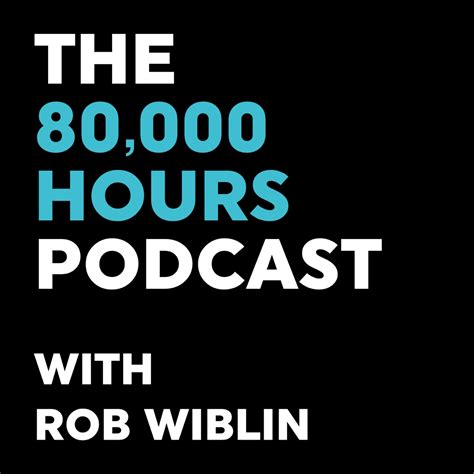 THE
80,000
HOURS
PODCAST
WITH
ROB WIBLIN